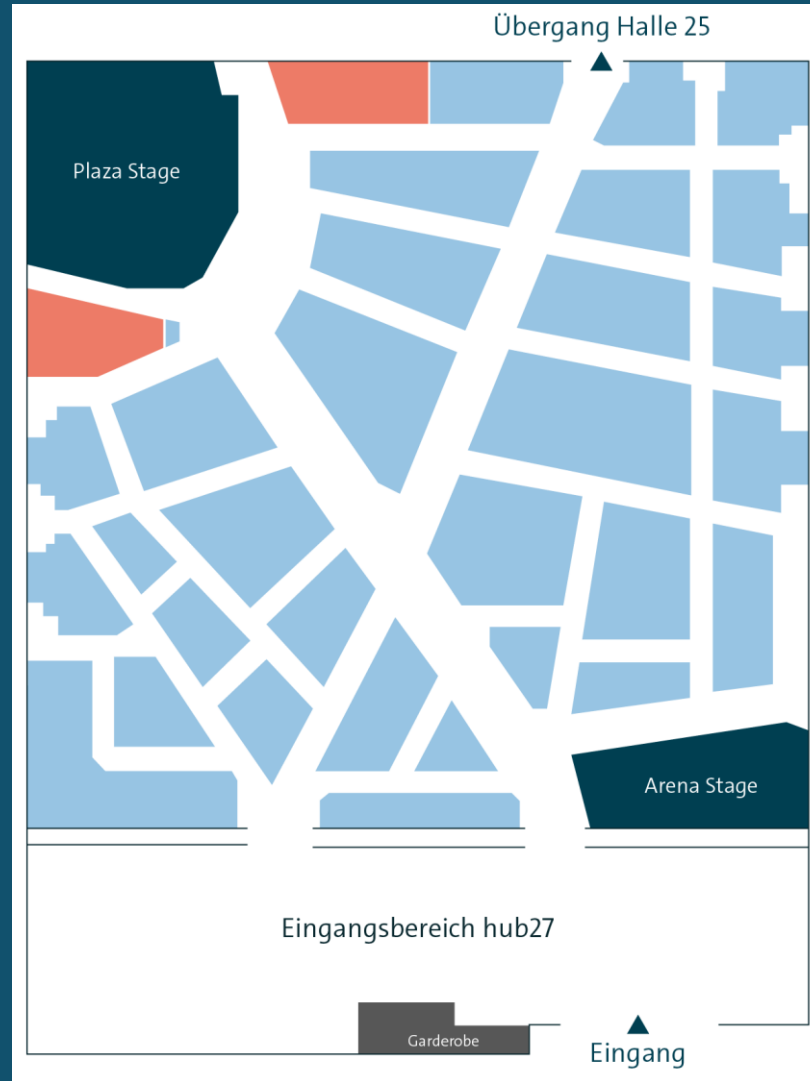 Übergang Halle 25
Plaza Stage
Arena Stage
Eingangsbereich hub27
Garderobe
Eingang